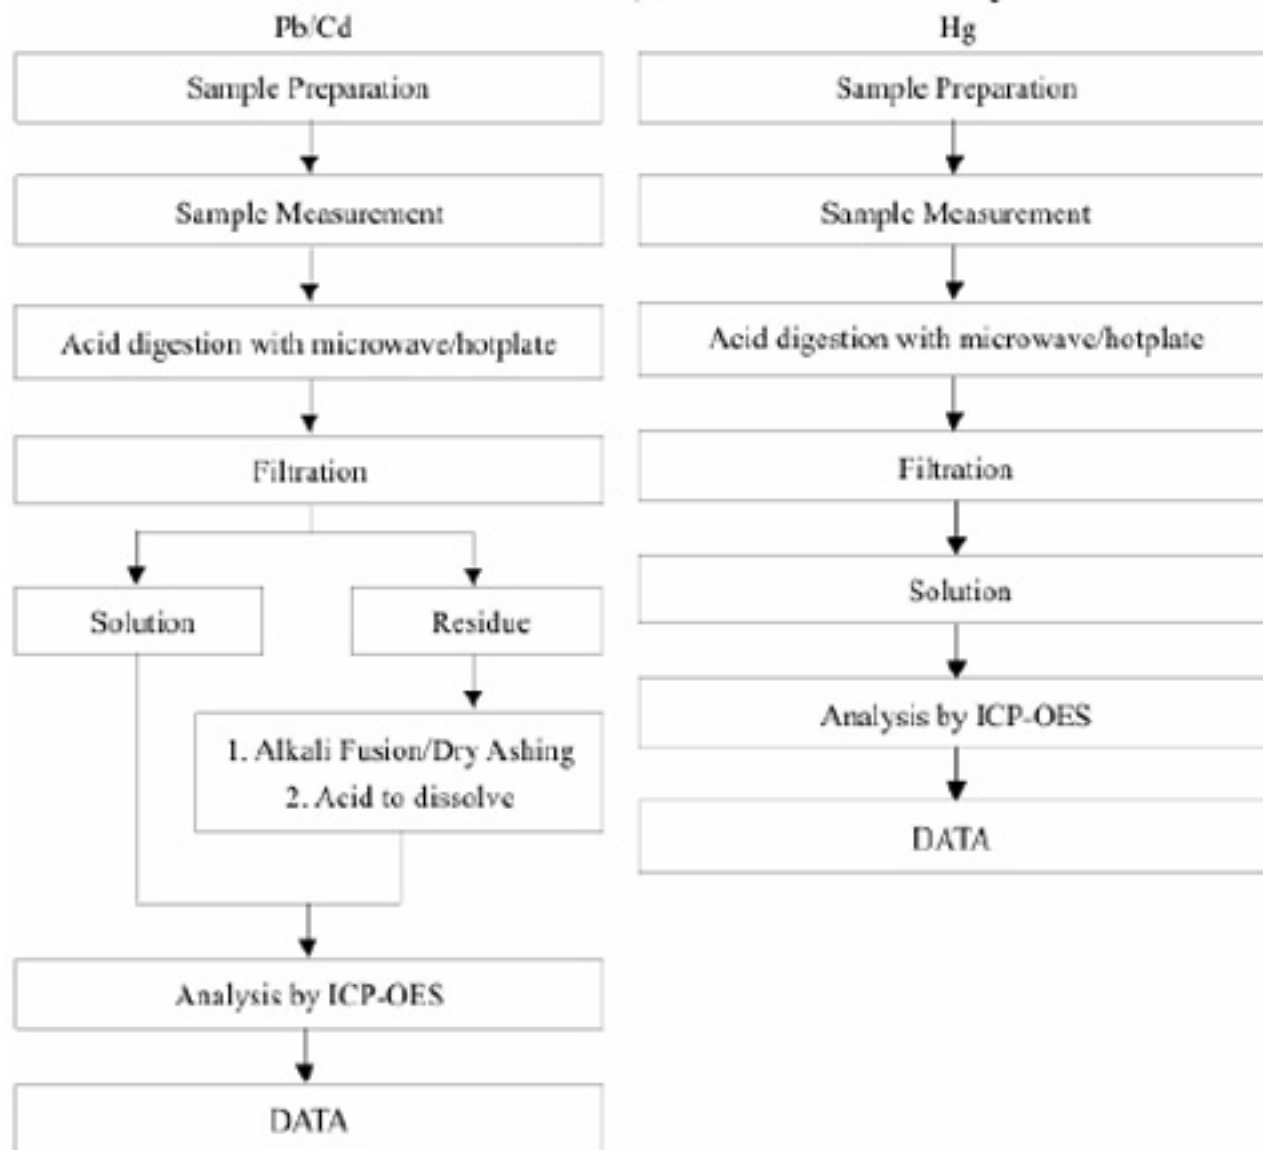 Pb/Cd
Sample Preparation
Sample Measurement
Acid digestion with microwave/hotplate
Filtration
Solution
Residue
1. Alkali Fusion/Dry Ashing
2. Acid to dissolve
Analysis by ICP-OES
DATA
Hg
Sample Preparation
Sample Measurement
Acid digestion with microwave/hotplate
Filtration
Solution
Analysis by ICP-OES
DATA